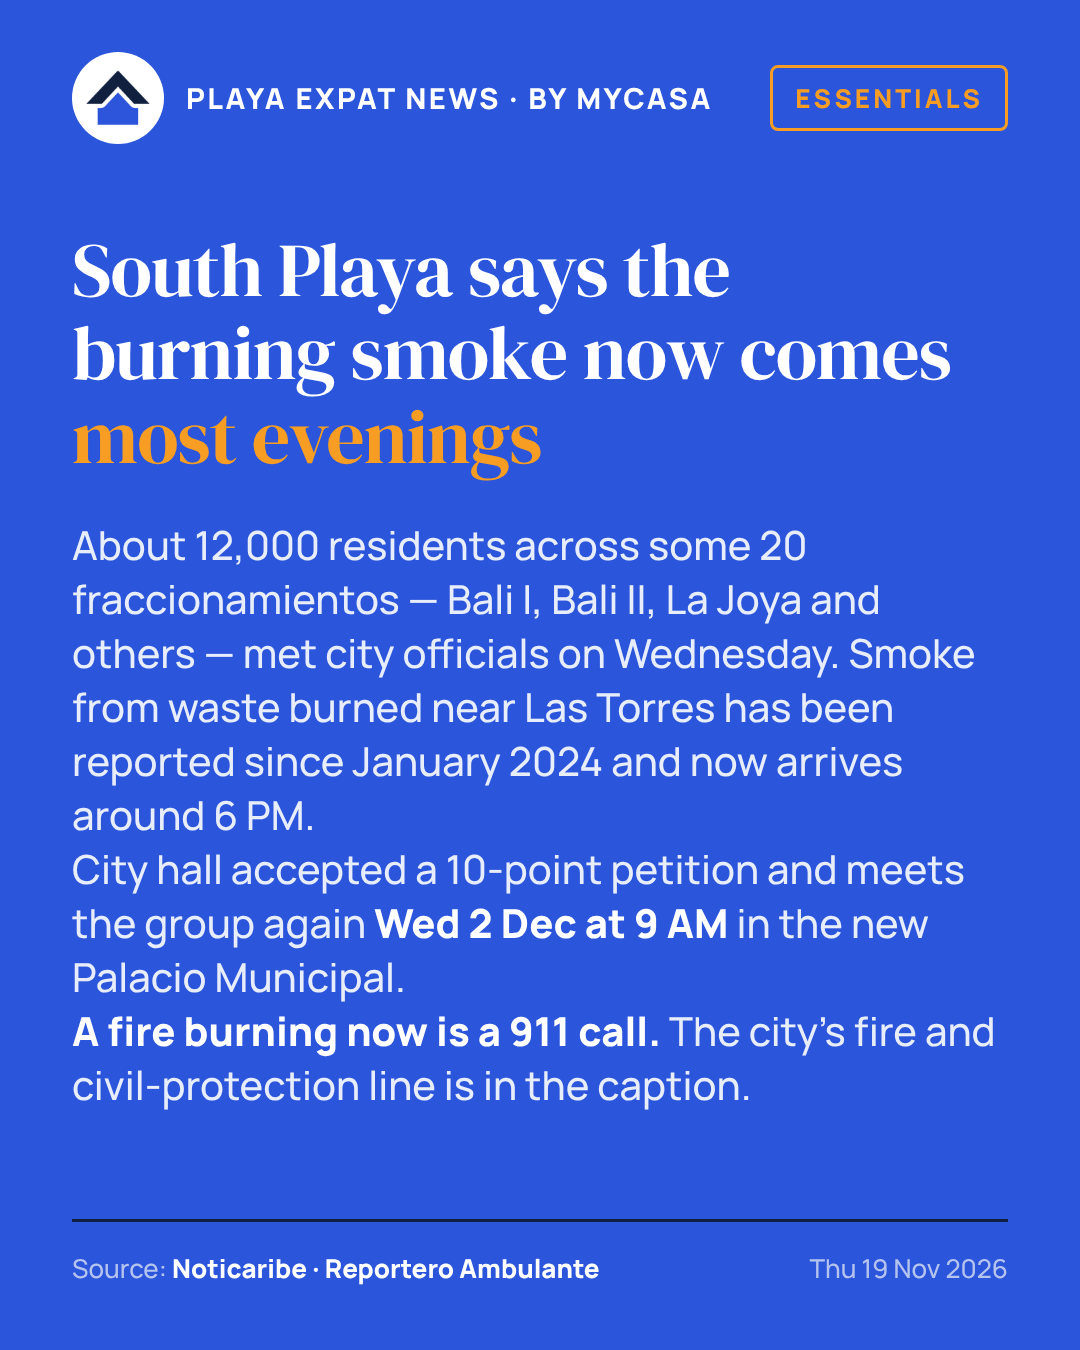 PLAYA EXPAT NEWS · BY MYCASA
ESSENTIALS
South Playa says the
burning smoke now comes
most evenings
About 12,000 residents across some 20
fraccionamientos — Bali I, Bali II, La Joya and
others — met city officials on Wednesday. Smoke
from waste burned near Las Torres has been
reported since January 2024 and now arrives
around 6 PM.
City hall accepted a 10-point petition and meets
the group again Wed 2 Dec at 9 AM in the new
Palacio Municipal.
A fire burning now is a 911 call. The city’s fire and
civil-protection line is in the caption.
Source: Noticaribe · Reportero Ambulante
Thu 19 Nov 2026